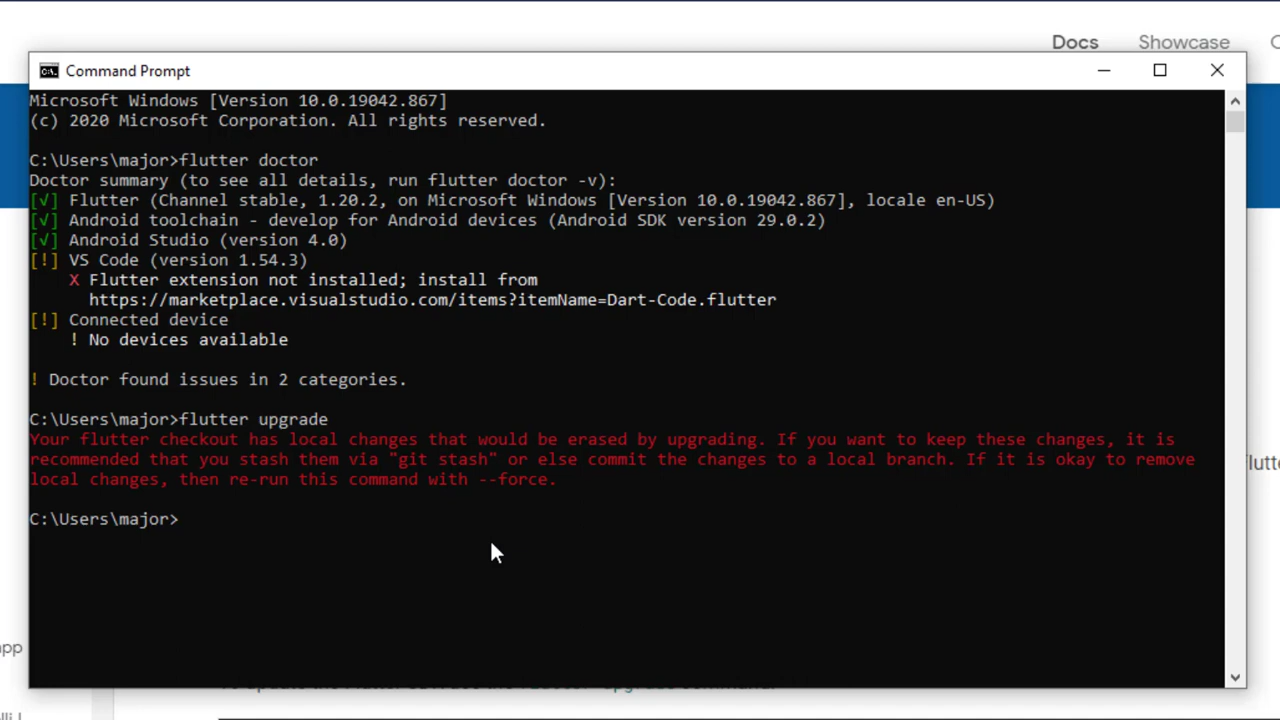 Docs Showcase
Command Prompt
Microsoft Windows [Version 10.0.19042.867]
(c) 2020 Microsoft Corporation. All rights reserved.
C:\Users\major>flutter doctor
Doctor summary (to see all details, run flutter doctor -v):
[√] Flutter (Channel stable, 1.20.2, on Microsoft Windows [Version 10.0.19042.867], locale en-US)
[√] Android toolchain - develop for Android devices (Android SDK version 29.0.2)
[√] Android Studio (version 4.0)
[!] VS Code (version 1.54.3)
X Flutter extension not installed; install from
https://marketplace.visualstudio.com/items?itemName=Dart-Code.flutter
[!] Connected device
! No devices available
! Doctor found issues in 2 categories.
C:\Users\major>flutter upgrade
Your flutter checkout has local changes that would be erased by upgrading. If you want to keep these changes, it is
recommended that you stash them via "git stash" or else commit the changes to a local branch. If it is okay to remove
local changes, then re-run this command with --force.
C:\Users\major>